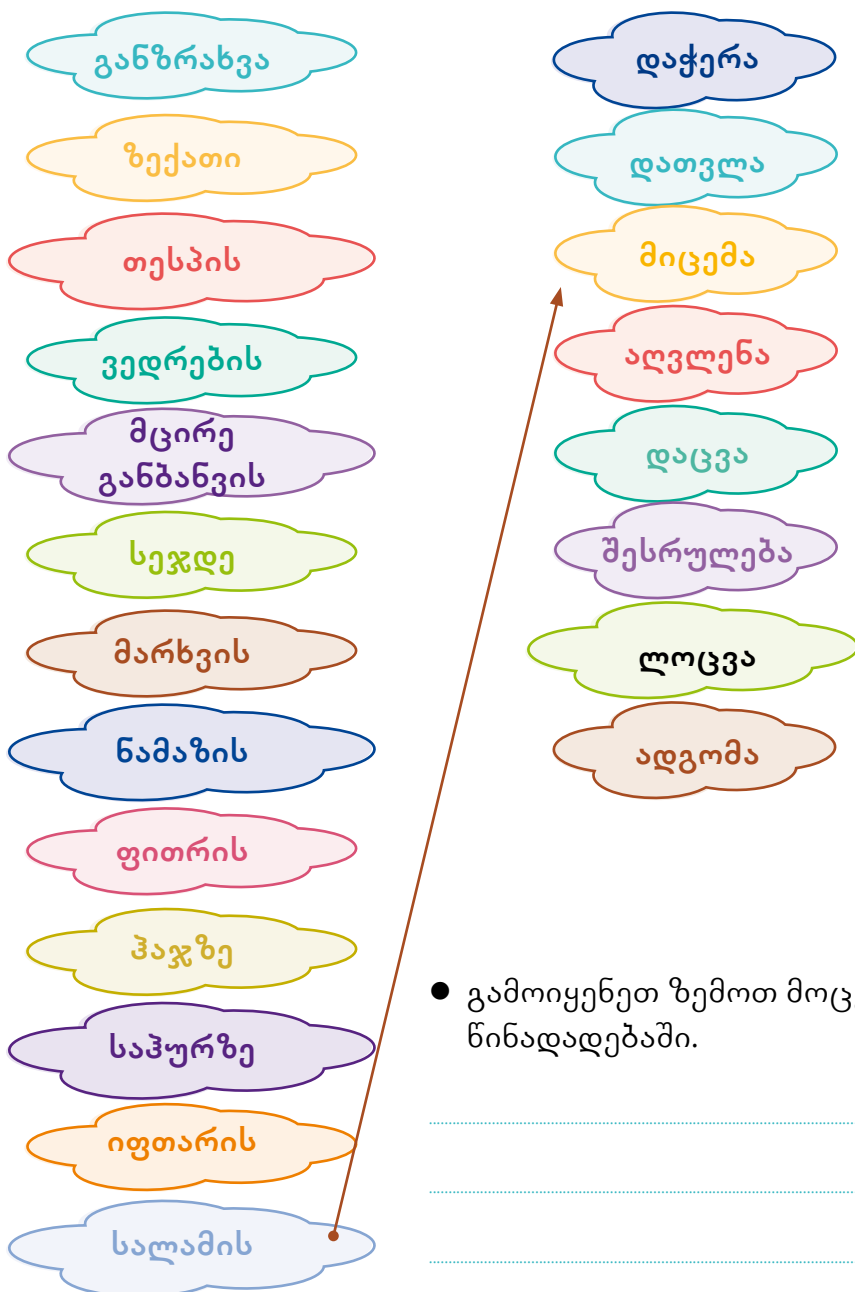 განზრახვა
ზექათი
თესპის
ვედრების
მცირე
განბანვის
სეჯდე
მარხვის
ნამაზის
ფითრის
ჰაჯზე
საჰურზე
იფთარის
სალამის
დაჭერა
დათვლა
მიცემა
აღვლენა
დაცვა
შესრულება
ლოცვა
ადგომა
● გამოიყენეთ ზემოთ
წინადადებაში.